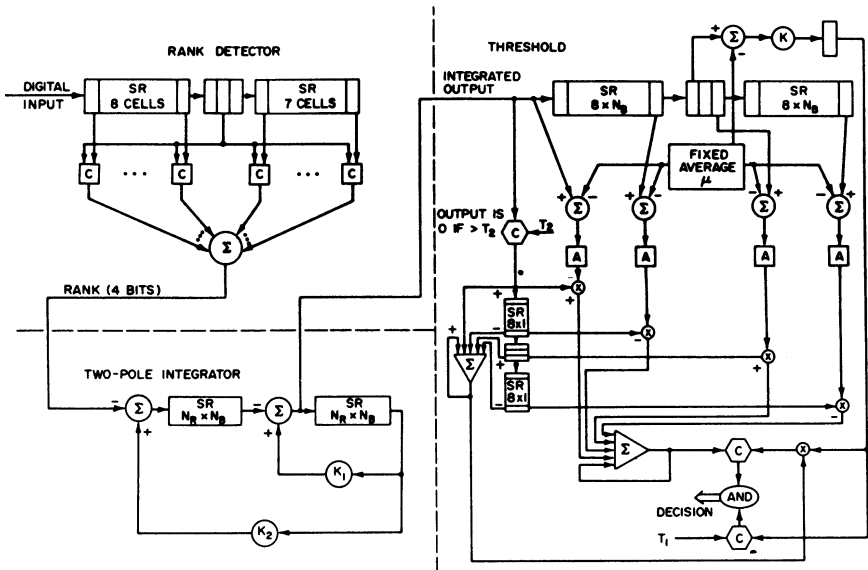 RANK DETECTOR
DIGITAL
INPUT
SR
8 CELLS
SR
7 CELLS
C
...
C
C
...
C
Σ
RANK (4 BITS)
TWO-POLE INTEGRATOR
-
Σ
+
SR
N_R × N_B
-
Σ
+
SR
N_R × N_B
K₁
K₂
THRESHOLD
INTEGRATED
OUTPUT
SR
8 × N_B
SR
8 × N_B
+
Σ
-
K
FIXED
AVERAGE
μ
+
Σ
-
+
Σ
-
-
Σ
+
-
Σ
+
OUTPUT IS
0 IF > T₂
C
T₂
A
A
A
A
-
X
+
X
-
X
+
X
-
+
SR
8×1
-
+
SR
8×1
-
+
Σ
Σ
C
X
AND
DECISION
T₁
C